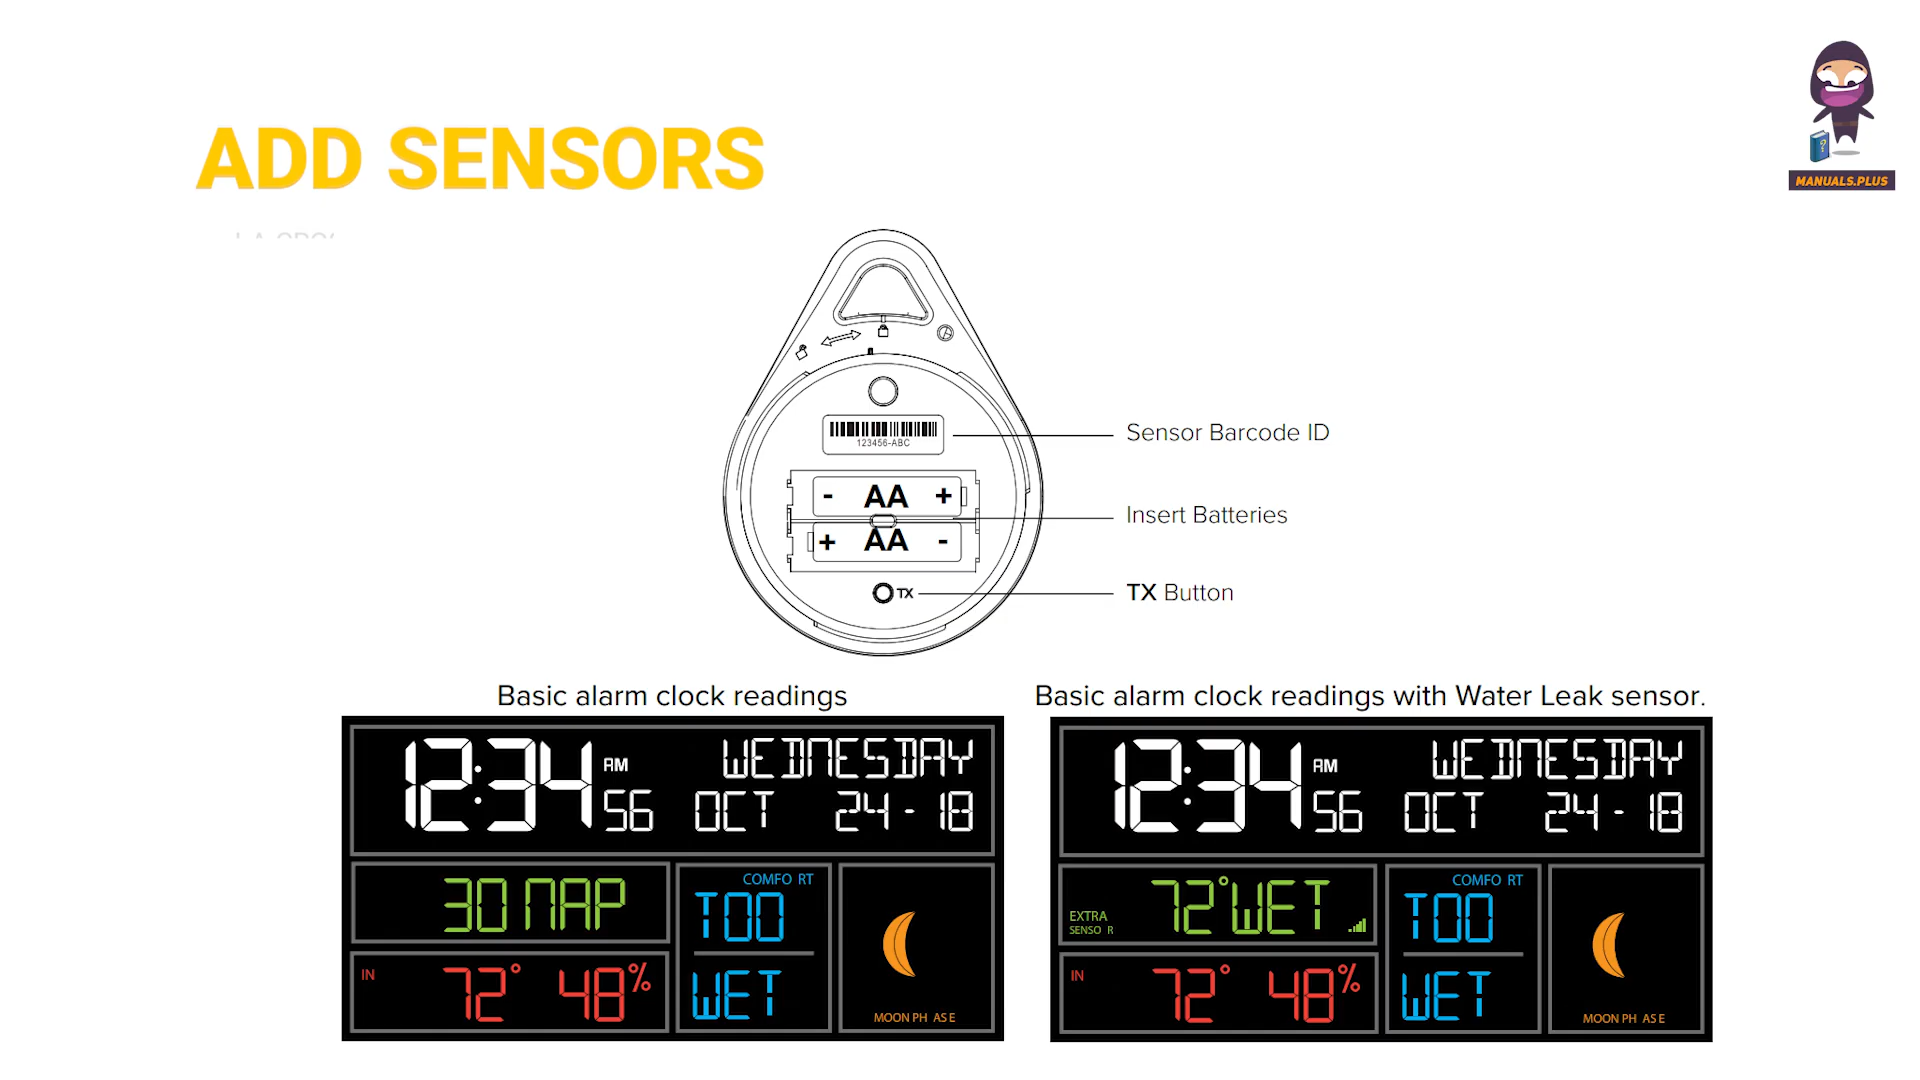 ADD SENSORS
MANUALS.PLUS
123456-ABC
Sensor Barcode ID
- AA +
Insert Batteries
+ AA -
TX
TX Button
Basic alarm clock readings
12:34 AM 56
WEDNESDAY
OCT 24-18
30 NAP
IN 72° 48%
COMFO RT
TOO
WET
MOON PH ASE
Basic alarm clock readings with Water Leak sensor.
12:34 AM 56
WEDNESDAY
OCT 24-18
EXTRA
SENSO R
72°WET
IN 72° 48%
COMFO RT
TOO
WET
MOON PH ASE